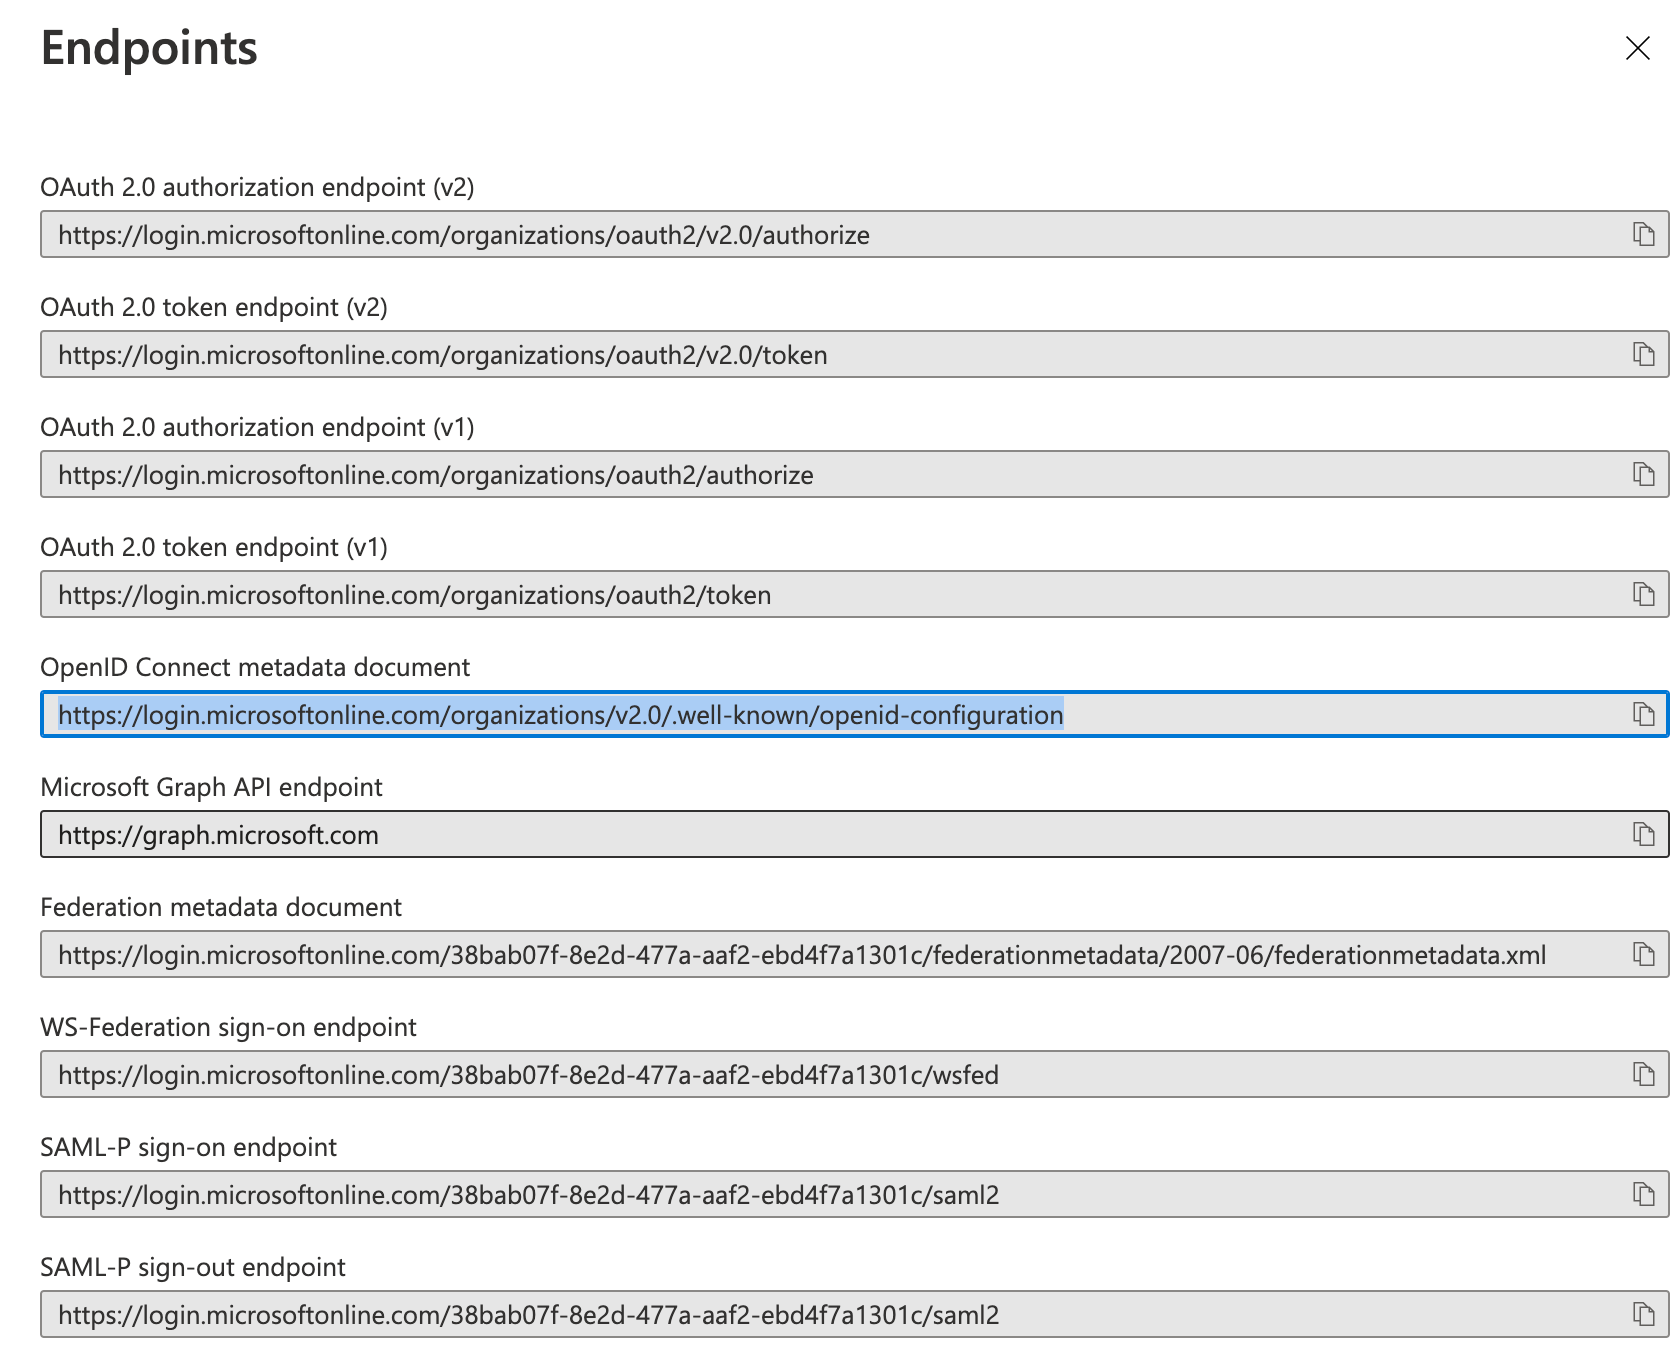 Endpoints
OAuth 2.0 authorization endpoint (v2)
https://login.microsoftonline.com/organizations/oauth2/v2.0/authorize
OAuth 2.0 token endpoint (v2)
https://login.microsoftonline.com/organizations/oauth2/v2.0/token
OAuth 2.0 authorization endpoint (v1)
https://login.microsoftonline.com/organizations/oauth2/authorize
OAuth 2.0 token endpoint (v1)
https://login.microsoftonline.com/organizations/oauth2/token
OpenID Connect metadata document
https://login.microsoftonline.com/organizations/v2.0/.well-known/openid-configuration
Microsoft Graph API endpoint
https://graph.microsoft.com
Federation metadata document
https://login.microsoftonline.com/38bab07f-8e2d-477a-aaf2-ebd4f7a1301c/federationmetadata/2007-06/federationmetadata.xml
WS-Federation sign-on endpoint
https://login.microsoftonline.com/38bab07f-8e2d-477a-aaf2-ebd4f7a1301c/wsfed
SAML-P sign-on endpoint
https://login.microsoftonline.com/38bab07f-8e2d-477a-aaf2-ebd4f7a1301c/saml2
SAML-P sign-out endpoint
https://login.microsoftonline.com/38bab07f-8e2d-477a-aaf2-ebd4f7a1301c/saml2